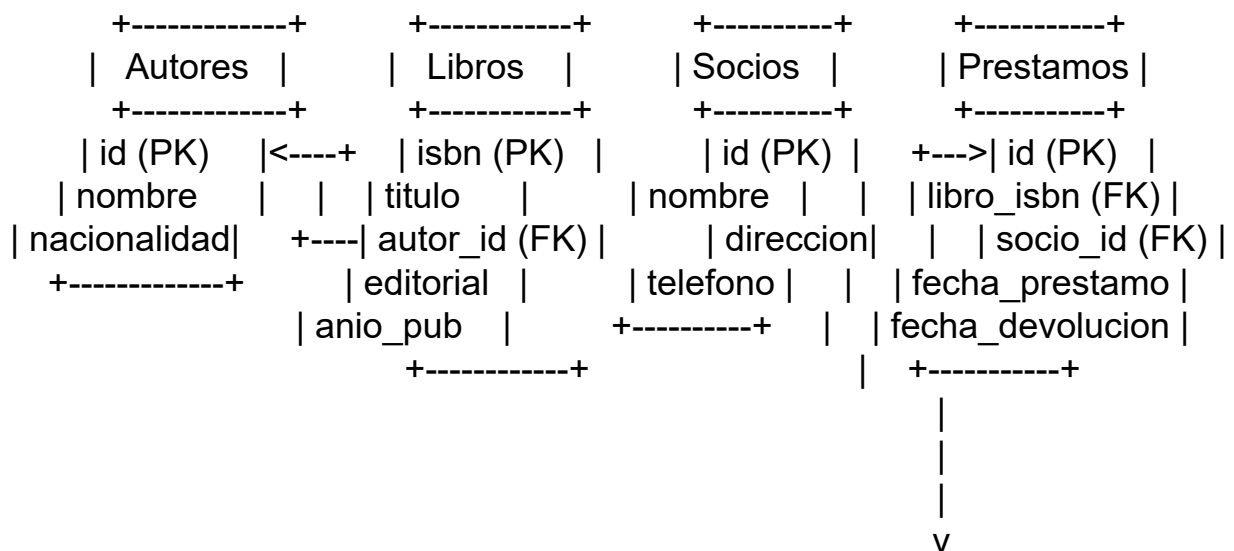 +-------------+ +------------+ +----------+ +-----------+
| Autores | | Libros | | Socios | | Prestamos |
+-------------+ +------------+ +----------+ +-----------+
| id (PK) |<----+ | isbn (PK) | | id (PK) | +--->| id (PK) |
| nombre | | | titulo | | nombre | | | libro_isbn (FK) |
| nacionalidad| +----| autor_id (FK) | | direccion| | | socio_id (FK) |
+-------------+ | editorial | | telefono | | | fecha_prestamo |
| anio_pub | +----------+ | | fecha_devolucion |
+------------+ | +-----------+
|
|
|
v